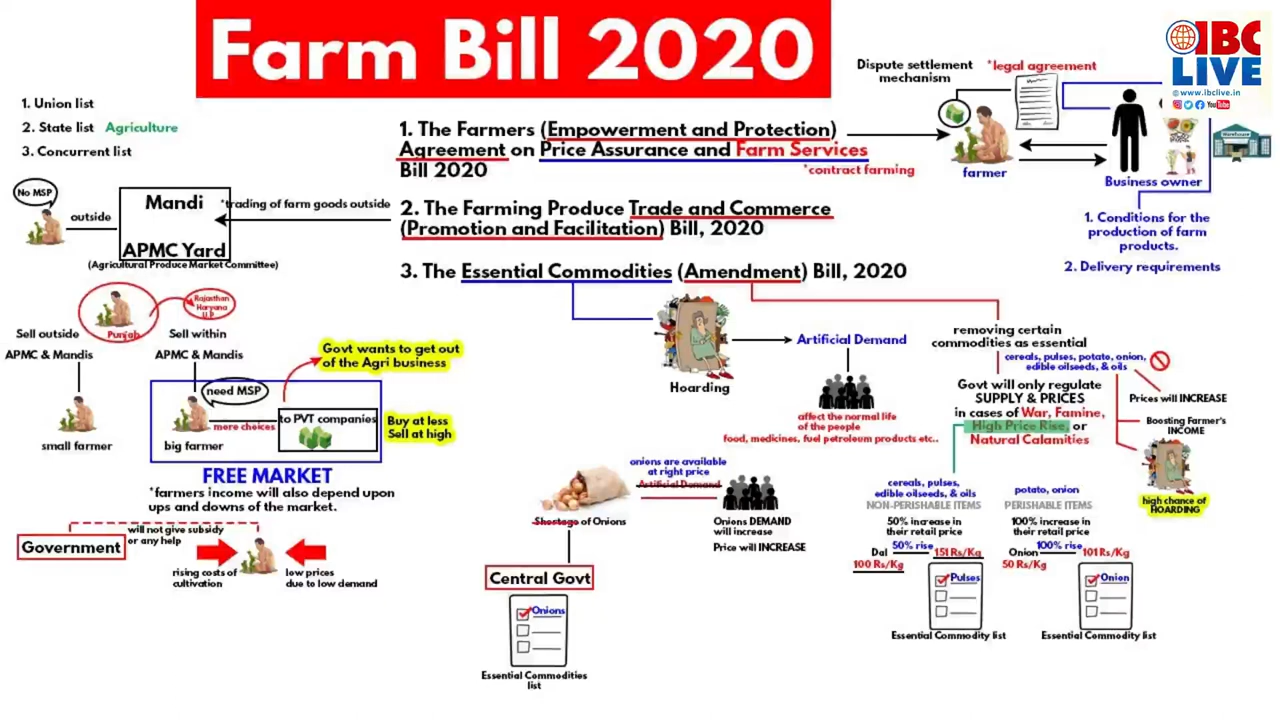 Farm Bill 2020
IBC
LIVE
©www.ibclive.in
YouTube
1. Union list
2. State list Agriculture
3. Concurrent list
Dispute settlement
mechanism
*legal agreement
1. The Farmers (Empowerment and Protection)
Agreement on Price Assurance and Farm Services
Bill 2020
*contract farming
farmer
Business owner
Warehouse
1. Conditions for the
production of farm
products.
2. Delivery requirements
No MSP
outside
Mandi
APMC Yard
(Agricultural Produce Market Committee)
*trading of farm goods outside
2. The Farming Produce Trade and Commerce
(Promotion and Facilitation) Bill, 2020
3. The Essential Commodities (Amendment) Bill, 2020
Punjab
Rajasthan
Haryana
U.P
Sell outside
APMC & Mandis
Sell within
APMC & Mandis
small farmer
need MSP
big farmer
more choices
to PVT companies
Govt wants to get out
of the Agri business
Buy at less
Sell at high
FREE MARKET
*farmers income will also depend upon
ups and downs of the market.
Government
will not give subsidy
or any help
rising costs of
cultivation
low prices
due to low demand
Hoarding
Artificial Demand
affect the normal life
of the people
food, medicines, fuel petroleum products etc..
removing certain
commodities as essential
cereals, pulses, potato, onion,
edible oilseeds, & oils
Govt will only regulate
SUPPLY & PRICES
in cases of War, Famine,
High Price Rise, or
Natural Calamities
Prices will INCREASE
Boosting Farmer's
INCOME
high chance of
HOARDING
onions are available
at right price
Artificial Demand
Shortage of Onions
Onions DEMAND
will increase
Price will INCREASE
Central Govt
Onions
Essential Commodities
list
cereals, pulses,
edible oilseeds, & oils
NON-PERISHABLE ITEMS
50% increase in
their retail price
Dal 50% rise 151 Rs/Kg
100 Rs/Kg
Pulses
Essential Commodity list
potato, onion
PERISHABLE ITEMS
100% increase in
their retail price
Onion 100% rise 101 Rs/Kg
50 Rs/Kg
Onion
Essential Commodity list